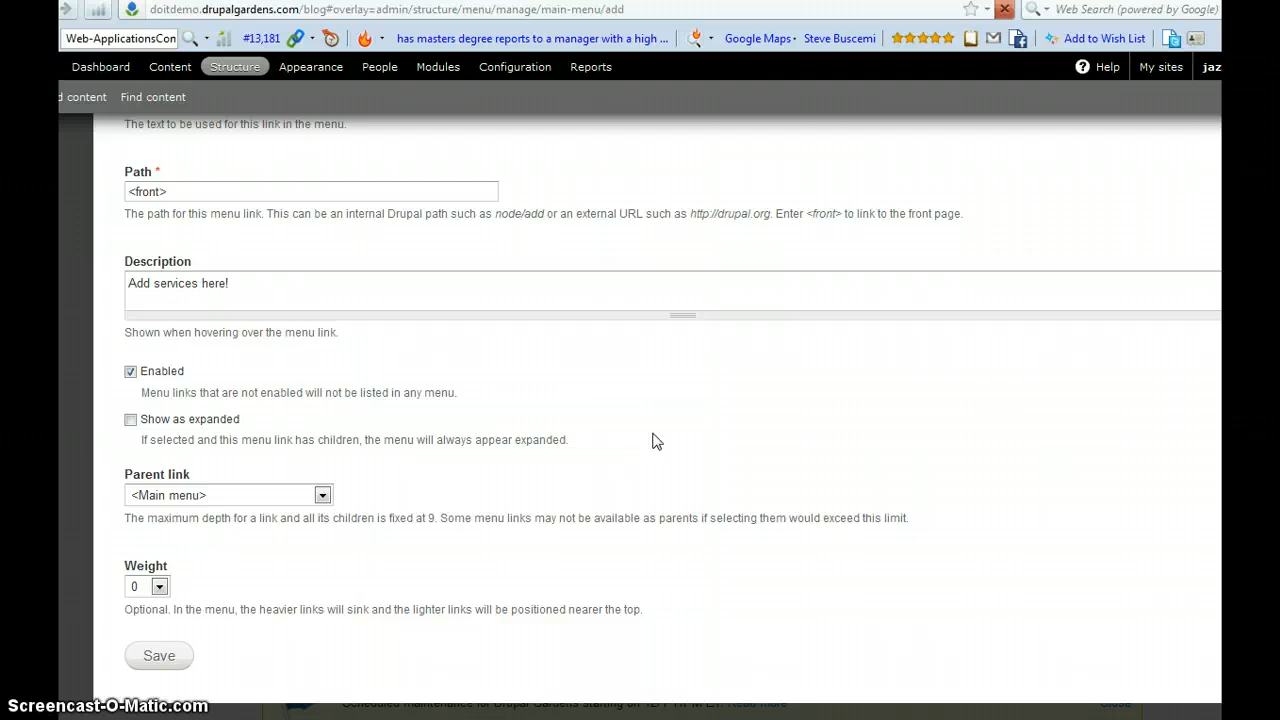 doitdemo.drupalgardens.com/blog#overlay=admin/structure/menu/manage/main-menu/add
Web Search (powered by Google)
Web-ApplicationsCon
#13,181
has masters degree reports to a manager with a high ...
Google Maps
Steve Buscemi
Add to Wish List
Dashboard Content Structure Appearance People Modules Configuration Reports
Help My sites jaz
d content Find content
The text to be used for this link in the menu.
Path *
<front>
The path for this menu link. This can be an internal Drupal path such as node/add or an external URL such as http://drupal.org. Enter <front> to link to the front page.
Description
Add services here!
Shown when hovering over the menu link.
Enabled
Menu links that are not enabled will not be listed in any menu.
Show as expanded
If selected and this menu link has children, the menu will always appear expanded.
Parent link
<Main menu>
The maximum depth for a link and all its children is fixed at 9. Some menu links may not be available as parents if selecting them would exceed this limit.
Weight
0
Optional. In the menu, the heavier links will sink and the lighter links will be positioned nearer the top.
Save
Screencast-O-Matic.com
Scheduled maintenance for Drupal Gardens starting on
Read more
Close